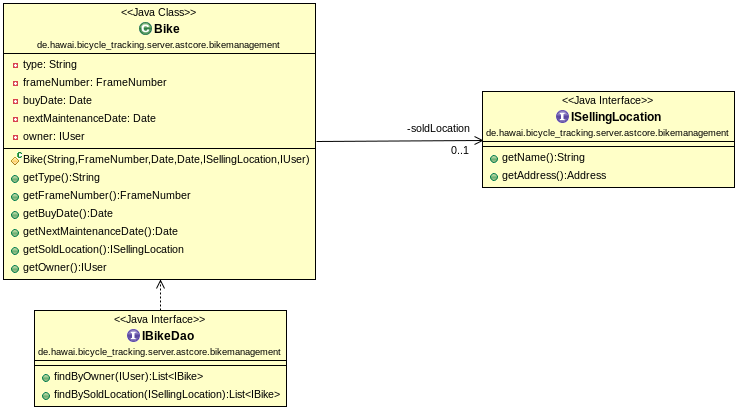 <<Java Class>>
Bike
de.hawai.bicycle_tracking.server.astcore.bikemanagement
type: String
frameNumber: FrameNumber
buyDate: Date
nextMaintenanceDate: Date
owner: IUser
Bike(String,FrameNumber,Date,Date,ISellingLocation,IUser)
getType():String
getFrameNumber():FrameNumber
getBuyDate():Date
getNextMaintenanceDate():Date
getSoldLocation():ISellingLocation
getOwner():IUser
-soldLocation
0..1
<<Java Interface>>
ISellingLocation
de.hawai.bicycle_tracking.server.astcore.bikemanagement
getName():String
getAddress():Address
<<Java Interface>>
IBikeDao
de.hawai.bicycle_tracking.server.astcore.bikemanagement
findByOwner(IUser):List<IBike>
findBySoldLocation(ISellingLocation):List<IBike>